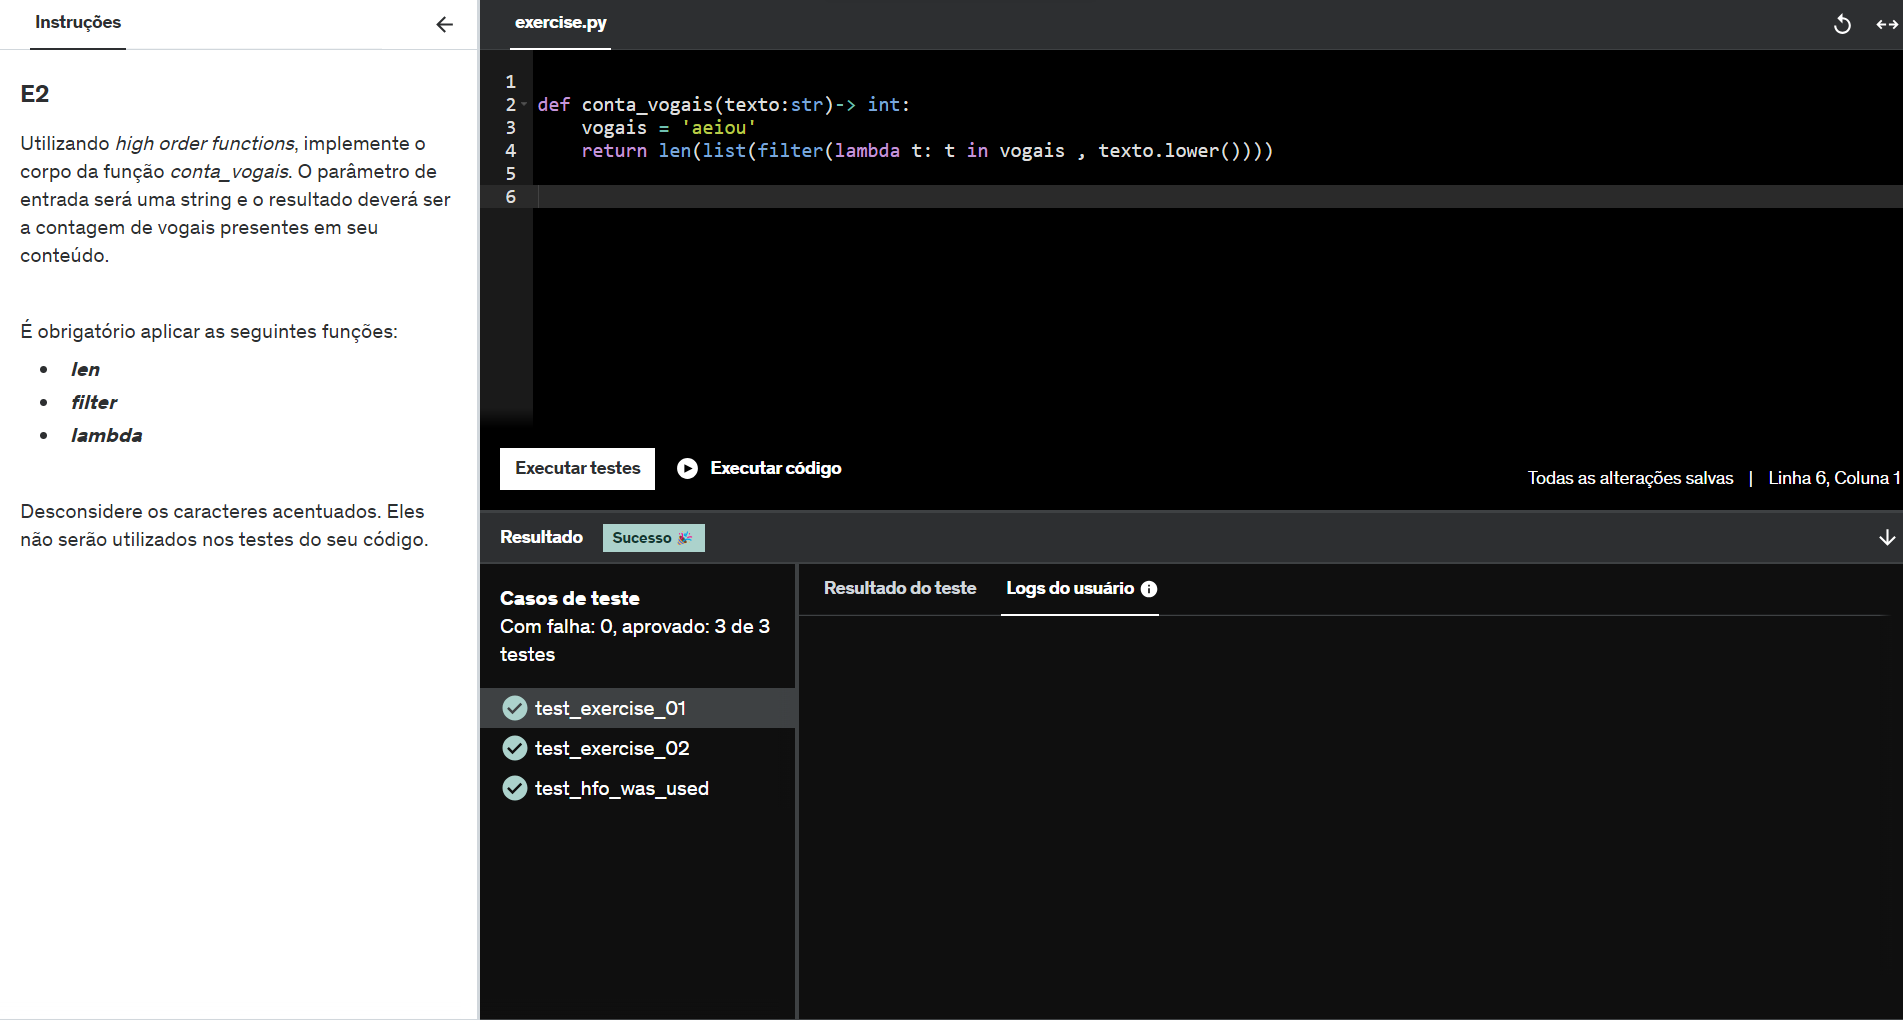 Instruções
E2
Utilizando high order functions, implemente o
corpo da função conta_vogais. O parâmetro de
entrada será uma string e o resultado deverá ser
a contagem de vogais presentes em seu
conteúdo.
É obrigatório aplicar as seguintes funções:
• len
• filter
• lambda
Desconsidere os caracteres acentuados. Eles
não serão utilizados nos testes do seu código.
exercise.py
1
2 def conta_vogais(texto:str)-> int:
3     vogais = 'aeiou'
4     return len(list(filter(lambda t: t in vogais , texto.lower())))
5
6
Executar testes
Executar código
Todas as alterações salvas | Linha 6, Coluna 1
Resultado
Sucesso 🎉
Casos de teste
Com falha: 0, aprovado: 3 de 3
testes
test_exercise_01
test_exercise_02
test_hfo_was_used
Resultado do teste
Logs do usuário